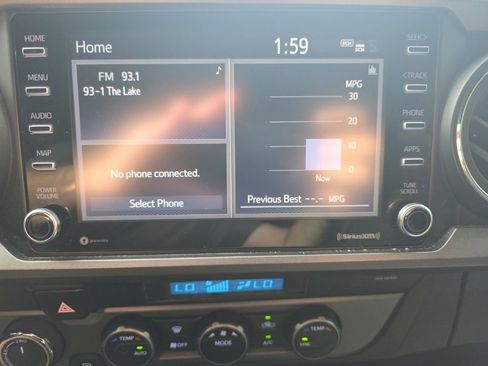 HOME
MENU
AUDIO
MAP
POWER
VOLUME
Home
1:59
DCM
FM 93.1
93-1 The Lake
No phone connected.
Select Phone
MPG
30
20
10
0
Now
Previous Best --.- MPG
SEEK>
<TRACK
PHONE
APPS
TUNE
SCROLL
((SiriusXM))
LO LO
TEMP
AUTO
OFF
MODE
A/C
TEMP
SYNC